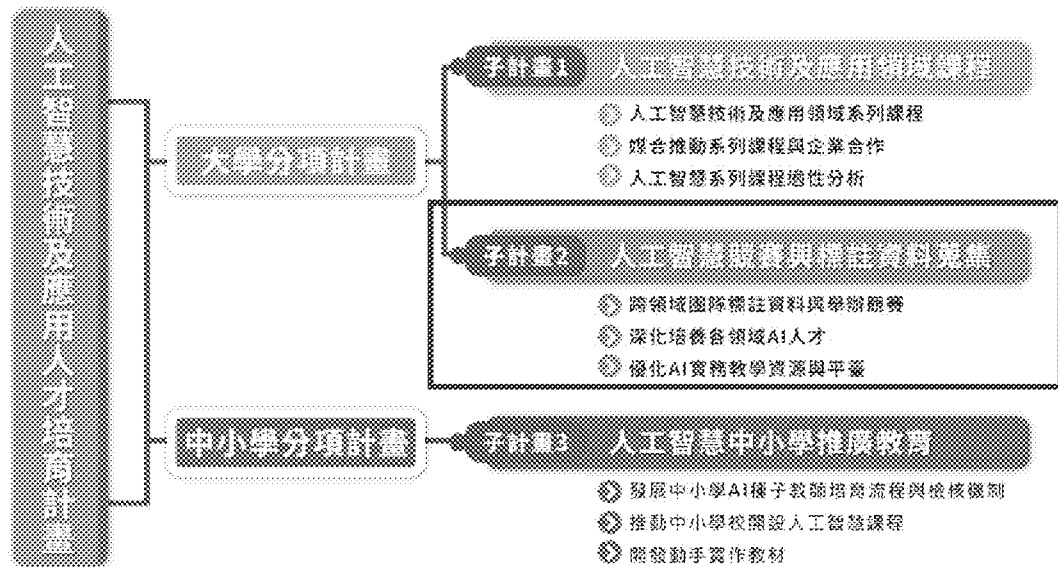 人工智慧技術及應用人才培育計畫
大學分項計畫
子計畫1 人工智慧技術及應用領域課程
人工智慧技術及應用領域系列課程
媒合推動系列課程與企業合作
人工智慧系列課程適性分析
子計畫2 人工智慧競賽與標註資料蒐集
跨領域團隊標註資料與舉辦競賽
深化培養各領域AI人才
優化AI實務教學資源與平臺
中小學分項計畫
子計畫3 人工智慧中小學推廣教育
發展中小學AI種子教師培育流程與檢核機制
推動中小學校開設人工智慧課程
開發動手實作教材